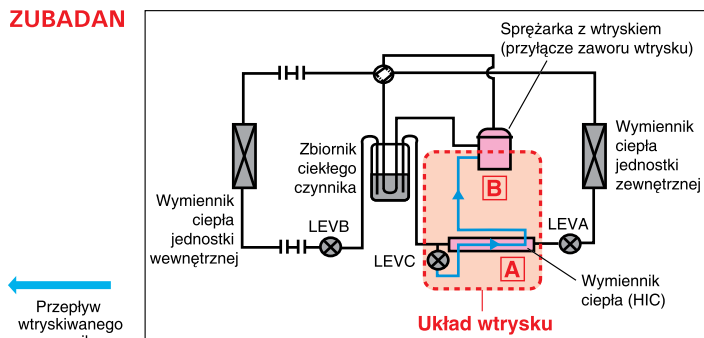 ZUBADAN
Sprężarka z wtryskiem
(przyłącze zaworu wtrysku)
Zbiornik
ciekłego
czynnika
Wymiennik
ciepła
jednostki
zewnętrznej
Wymiennik
ciepła
jednostki
wewnętrznej
LEVB
B
LEVA
LEVC
A
Wymiennik
ciepła (HIC)
Układ wtrysku
Przepływ
wtryskiwanego